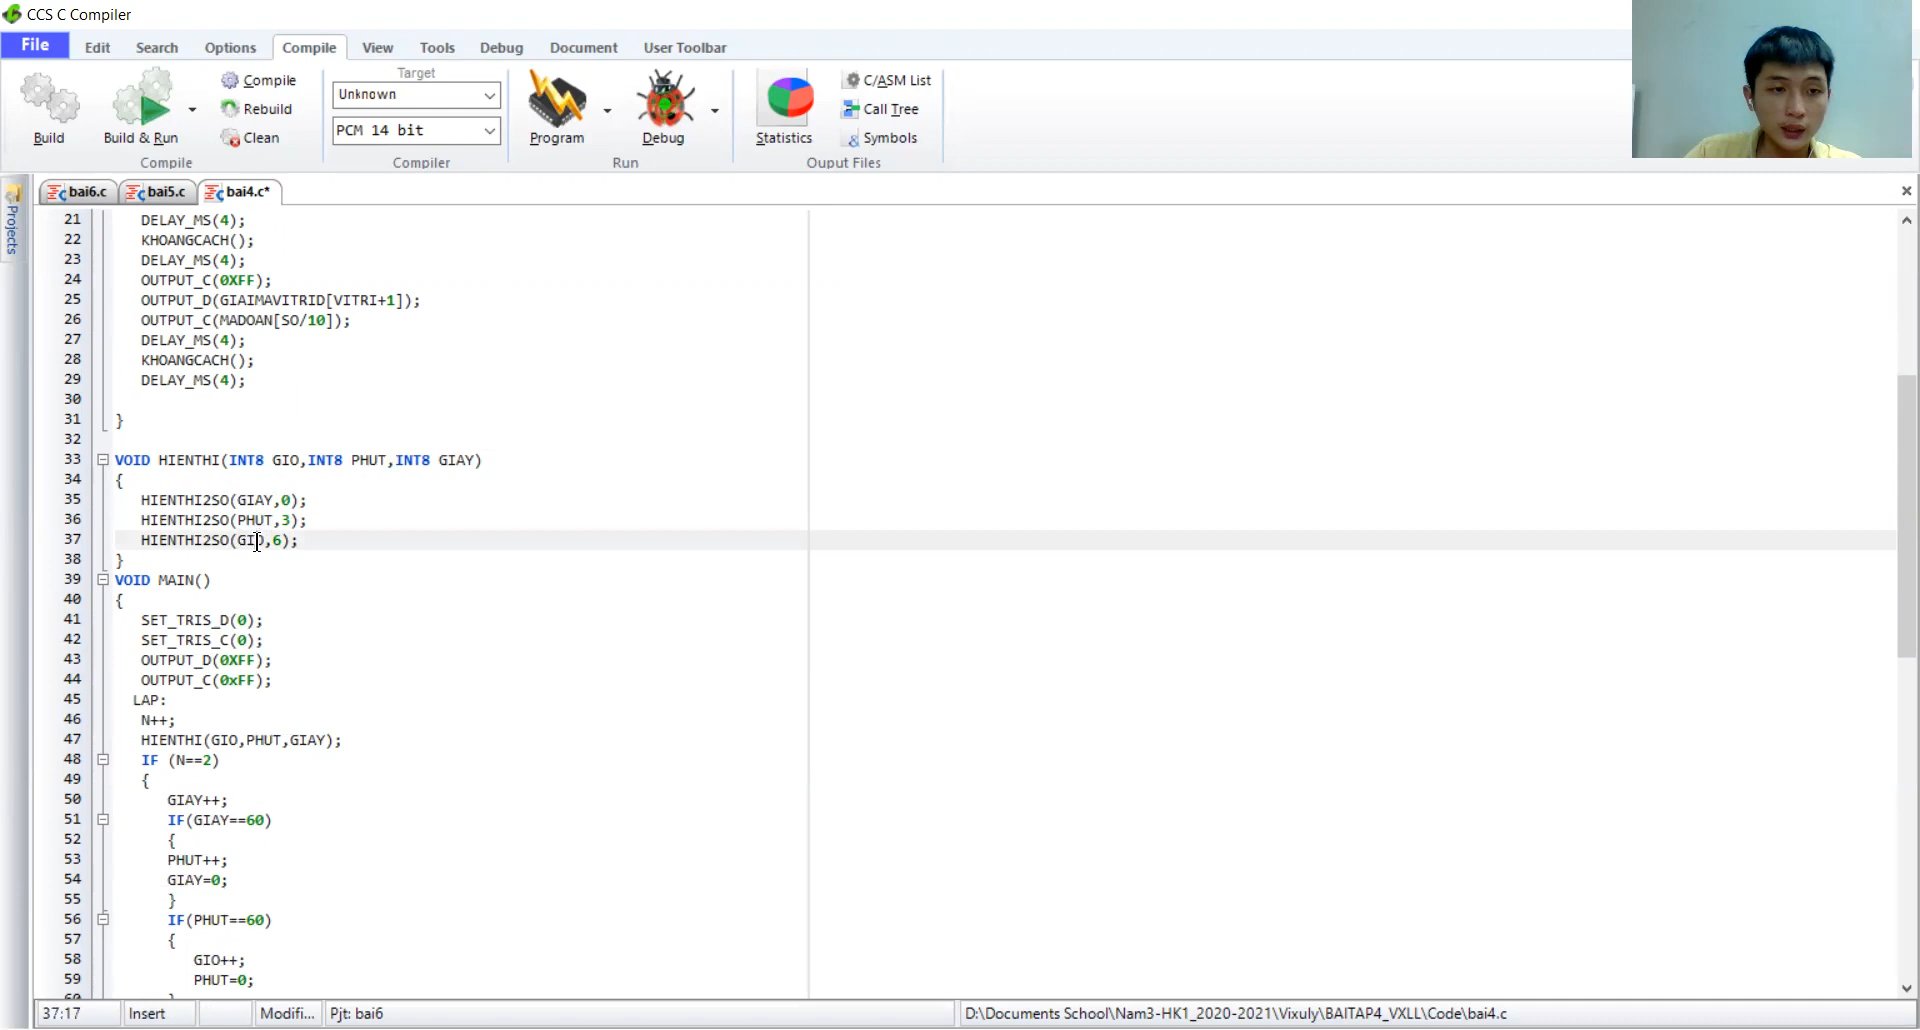 CCS C Compiler
File Edit Search Options Compile View Tools Debug Document User Toolbar
Build
Build & Run
Compile
Rebuild
Clean
Compile
Target
Unknown
PCM 14 bit
Compiler
Program
Debug
Run
Statistics
C/ASM List
Call Tree
Symbols
Ouput Files
Projects
bai6.c bai5.c bai4.c*
21 DELAY_MS(4);
22 KHOANGCACH();
23 DELAY_MS(4);
24 OUTPUT_C(0XFF);
25 OUTPUT_D(GIAIMAVITRID[VITRI+1]);
26 OUTPUT_C(MADOAN[SO/10]);
27 DELAY_MS(4);
28 KHOANGCACH();
29 DELAY_MS(4);
30
31 }
32
33 VOID HIENTHI(INT8 GIO,INT8 PHUT,INT8 GIAY)
34 {
35 HIENTHI2SO(GIAY,0);
36 HIENTHI2SO(PHUT,3);
37 HIENTHI2SO(GIO,6);
38 }
39 VOID MAIN()
40 {
41 SET_TRIS_D(0);
42 SET_TRIS_C(0);
43 OUTPUT_D(0XFF);
44 OUTPUT_C(0xFF);
45 LAP:
46 N++;
47 HIENTHI(GIO,PHUT,GIAY);
48 IF (N==2)
49 {
50 GIAY++;
51 IF(GIAY==60)
52 {
53 PHUT++;
54 GIAY=0;
55 }
56 IF(PHUT==60)
57 {
58 GIO++;
59 PHUT=0;
37:17 Insert Modifi... Pjt: bai6 D:\Documents School\Nam3-HK1_2020-2021\Vixuly\BAITAP4_VXLL\Code\bai4.c